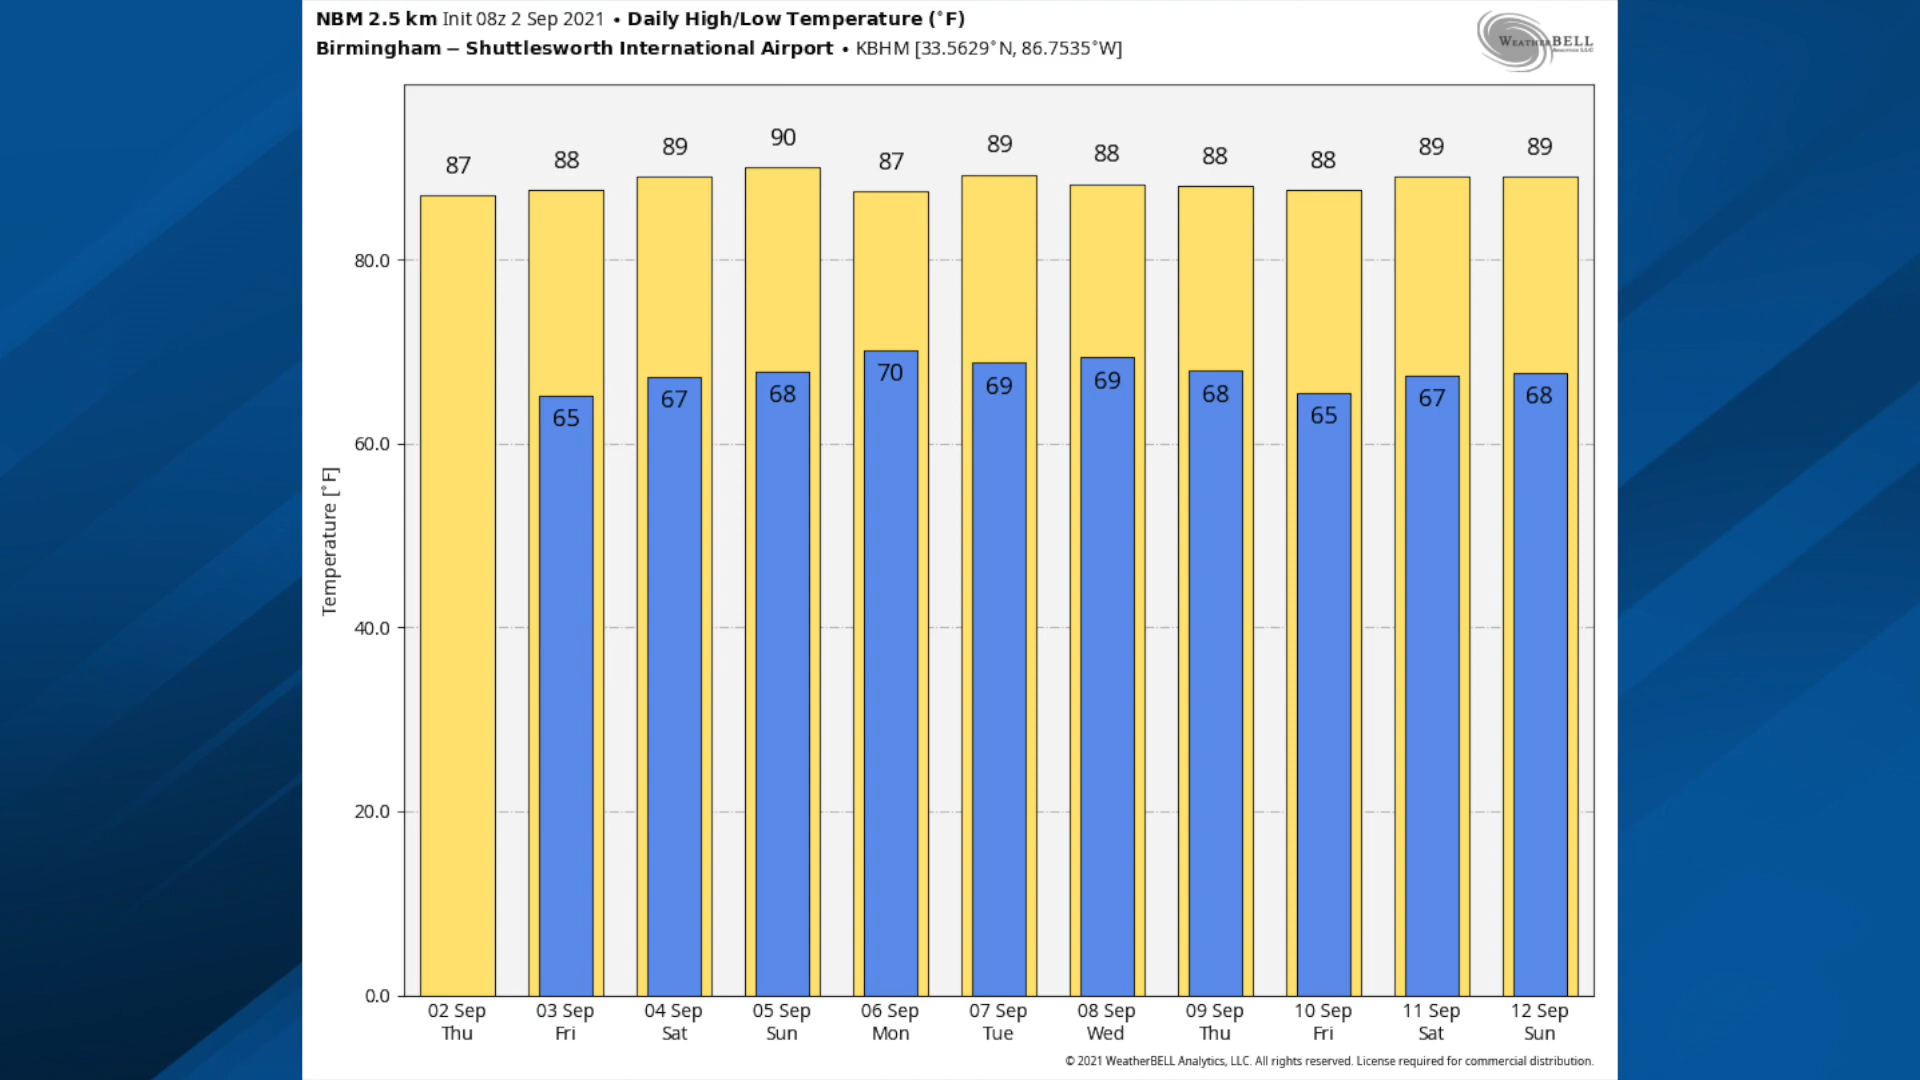 NBM 2.5 km Init 08z 2 Sep 2021 • Daily High/Low Temperature (°F)
Birmingham – Shuttlesworth International Airport • KBHM [33.5629°N, 86.7535°W]
WEATHERBELL
Analytics LLC
87 88 89 90 87 89 88 88 88 89 89
65 67 68 70 69 69 68 65 67 68
Temperature [°F]
80.0
60.0
40.0
20.0
0.0
02 Sep 03 Sep 04 Sep 05 Sep 06 Sep 07 Sep 08 Sep 09 Sep 10 Sep 11 Sep 12 Sep
Thu Fri Sat Sun Mon Tue Wed Thu Fri Sat Sun
© 2021 WeatherBELL Analytics, LLC. All rights reserved. License required for commercial distribution.